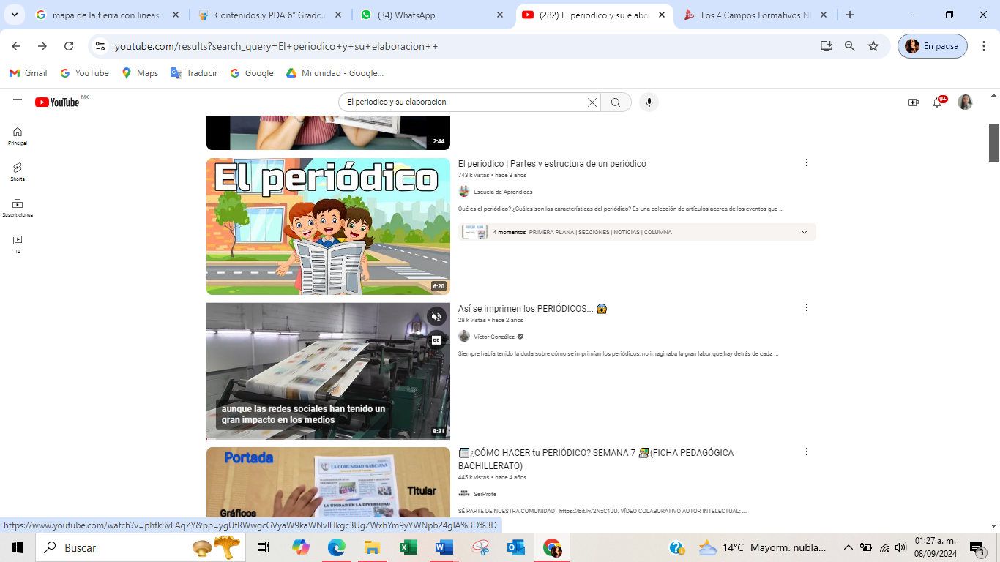 mapa de la tierra con lineas
Contenidos y PDA 6° Grado.
(34) WhatsApp
(282) El periodico y su elabo
Los 4 Campos Formativos N
youtube.com/results?search_query=El+periodico+y+su+elaboracion++
En pausa
Gmail
YouTube
Maps
Traducir
Google
Mi unidad - Google...
YouTube MX
El periodico y su elaboracion
9+
Principal
Shorts
Suscripciones
Tú
2:44
El periódico
6:20
El periódico | Partes y estructura de un periódico
743 k vistas • hace 3 años
Escuela de Aprendices
Qué es el periódico? ¿Cuáles son las características del periódico? Es una colección de artículos acerca de los eventos que ...
4 momentos PRIMERA PLANA | SECCIONES | NOTICIAS | COLUMNA
CC
aunque las redes sociales han tenido un
gran impacto en los medios
8:31
Así se imprimen los PERIÓDICOS... 😱
28 k vistas • hace 2 años
Víctor González
Siempre había tenido la duda sobre cómo se imprimían los periódicos, no imaginaba la gran labor que hay detrás de cada ...
Portada
LA COMUNIDAD GARCIANA
LA UNIDAD EN LA DIVERSIDAD
Titular
Gráficos
¿CÓMO HACER tu PERIÓDICO? SEMANA 7 (FICHA PEDAGÓGICA
BACHILLERATO)
445 k vistas • hace 4 años
SerProfe
SÉ PARTE DE NUESTRA COMUNIDAD https://bit.ly/2NzC1JU. VÍDEO COLABORATIVO AUTOR INTELECTUAL: ...
https://www.youtube.com/watch?v=phtkSvLAqZY&pp=ygUfRWwgcGVyaW9kaWNvIHkgc3UgZWxhYm9yYWNpb24gIA%3D%3D
Buscar
14°C Mayorm. nubla...
01:27 a. m.
08/09/2024
3